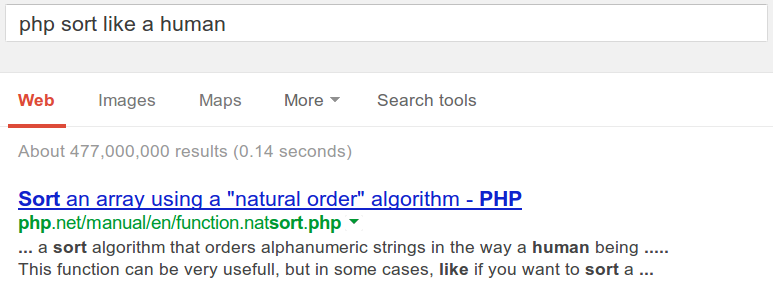 php sort like a human
Web Images Maps More Search tools
About 477,000,000 results (0.14 seconds)
Sort an array using a "natural order" algorithm - PHP
php.net/manual/en/function.natsort.php
... a sort algorithm that orders alphanumeric strings in the way a human being .....
This function can be very usefull, but in some cases, like if you want to sort a ...